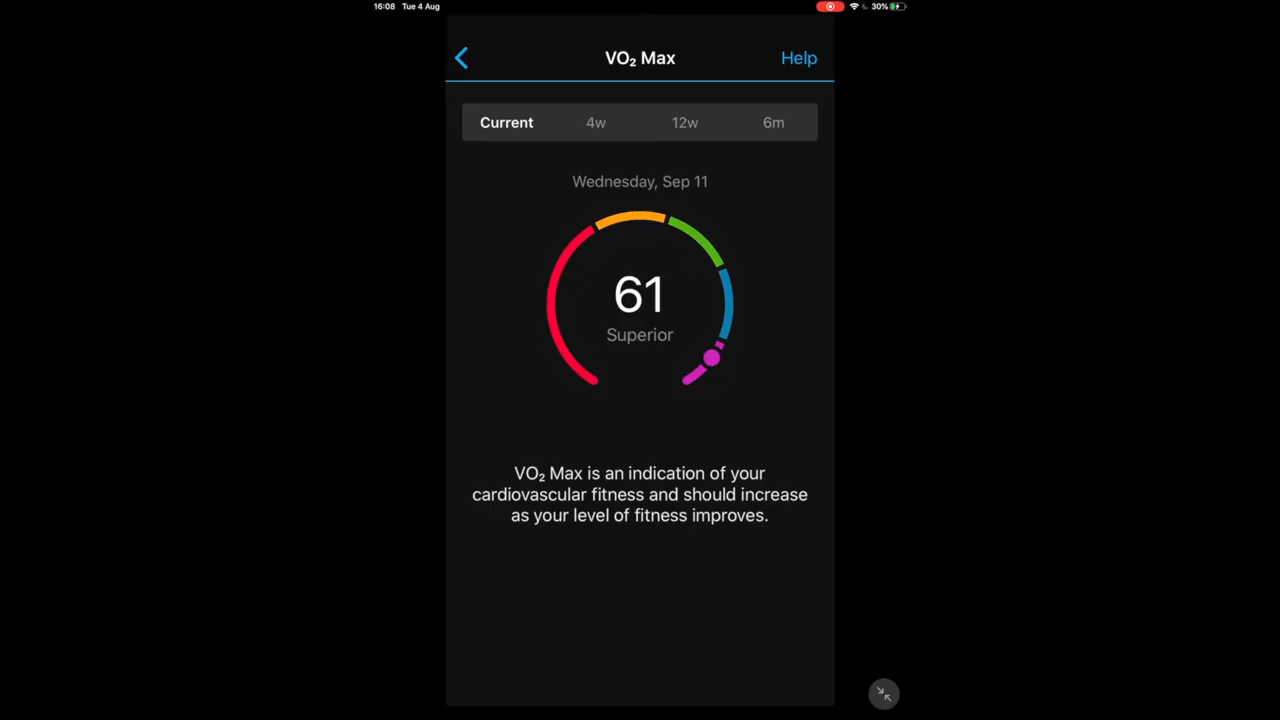 16:08 Tue 4 Aug 30%
VO₂ Max Help
Current 4w 12w 6m
Wednesday, Sep 11
61
Superior
VO₂ Max is an indication of your
cardiovascular fitness and should increase
as your level of fitness improves.